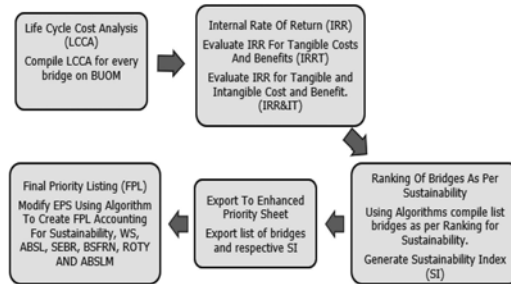 Life Cycle Cost Analysis
(LCCA)
Compile LCCA for every
bridge on BUOM
Internal Rate Of Return (IRR)
Evaluate IRR For Tangible Costs
And Benefits (IRRT)
Evaluate IRR for Tangible and
Intangible Cost and Benefit.
(IRR&IT)
Ranking Of Bridges As Per
Sustainability
Using Algorithms compile list
bridges as per Ranking for
Sustainability.
Generate Sustainability Index
(SI)
Export To Enhanced
Priority Sheet
Export list of bridges
and respective SI
Final Priority Listing (FPL)
Modify EPS Using Algorithm
To Create FPL Accounting
For Sustainability, WS,
ABSL, SEBR, BSFRN, ROTY
AND ABSLM